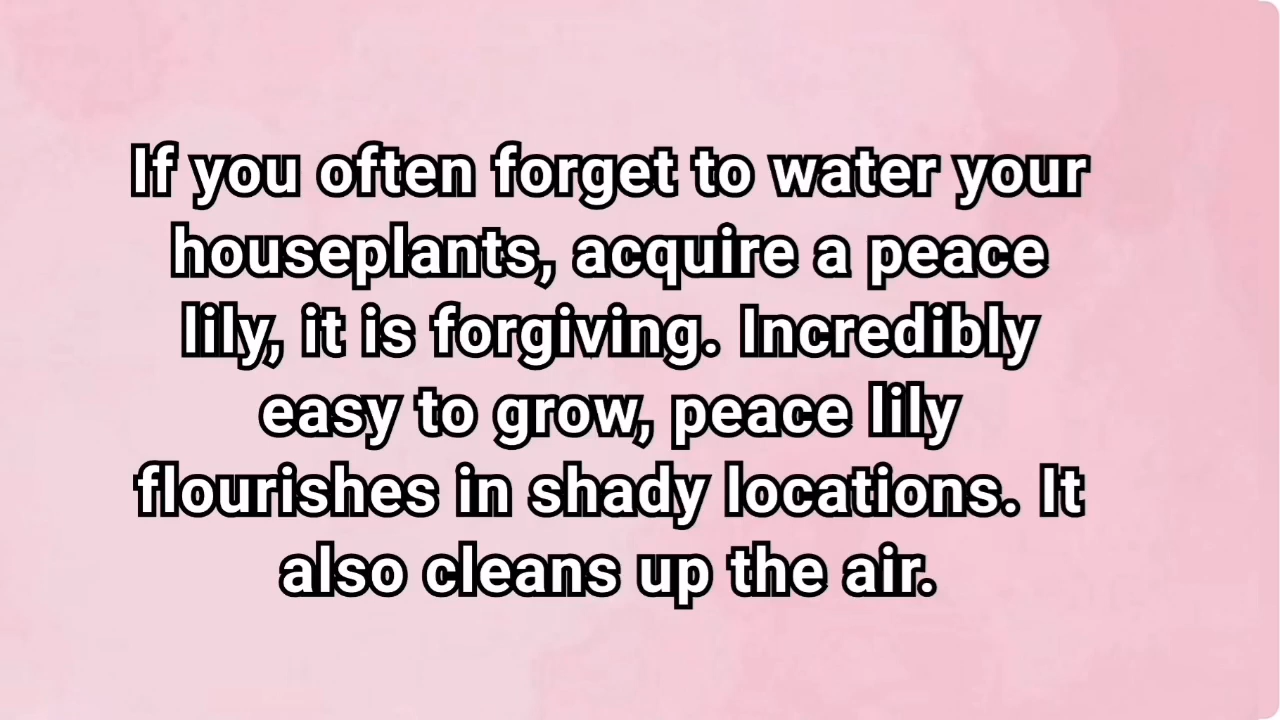 If you often forget to water your
houseplants, acquire a peace
lily, it is forgiving. Incredibly
easy to grow, peace lily
flourishes in shady locations. It
also cleans up the air.